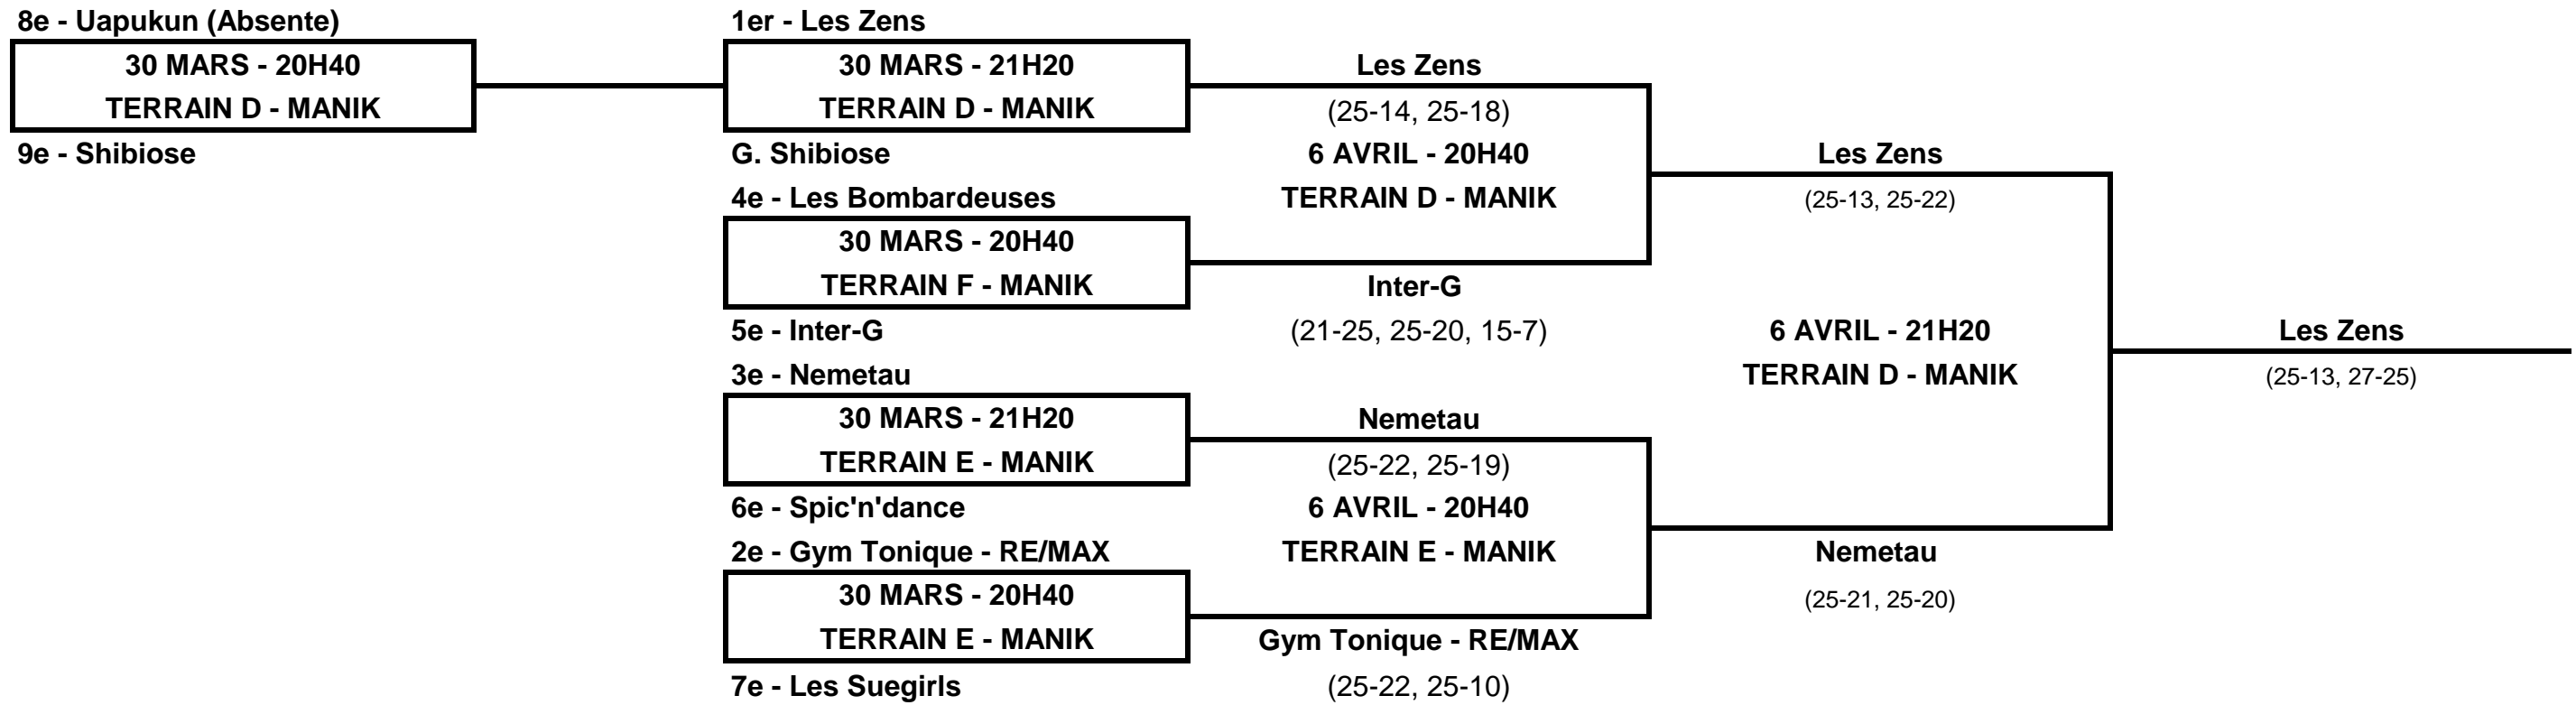 8e - Uapukun (Absente)
30 MARS - 20H40
TERRAIN D - MANIK
9e - Shibiose
1er - Les Zens
30 MARS - 21H20
TERRAIN D - MANIK
G. Shibiose
4e - Les Bombardeuses
30 MARS - 20H40
TERRAIN F - MANIK
5e - Inter-G
3e - Nemetau
30 MARS - 21H20
TERRAIN E - MANIK
6e - Spic'n'dance
2e - Gym Tonique - RE/MAX
30 MARS - 20H40
TERRAIN E - MANIK
7e - Les Suegirls
Les Zens
(25-14, 25-18)
6 AVRIL - 20H40
TERRAIN D - MANIK
Inter-G
(21-25, 25-20, 15-7)
Nemetau
(25-22, 25-19)
6 AVRIL - 20H40
TERRAIN E - MANIK
Gym Tonique - RE/MAX
(25-22, 25-10)
Les Zens
(25-13, 25-22)
6 AVRIL - 21H20
TERRAIN D - MANIK
Nemetau
(25-21, 25-20)
Les Zens
(25-13, 27-25)